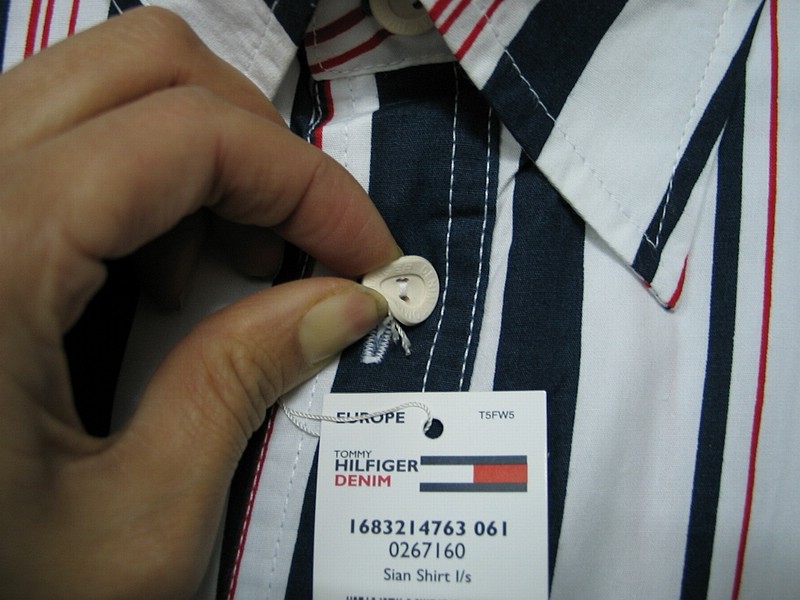 EUROPE
T5FW5
TOMMY
HILFIGER
DENIM
1683214763 061
0267160
Sian Shirt l/s